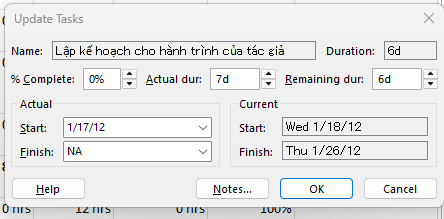 Update Tasks
Name: Lập kế hoạch cho hành trình của tác giả Duration: 6d
% Complete: 0% Actual dur: 7d Remaining dur: 6d
Actual Current
Start: 1/17/12 Start: Wed 1/18/12
Finish: NA Finish: Thu 1/26/12
Help Notes... OK Cancel
0 hrs 12 hrs 0 hrs 100%